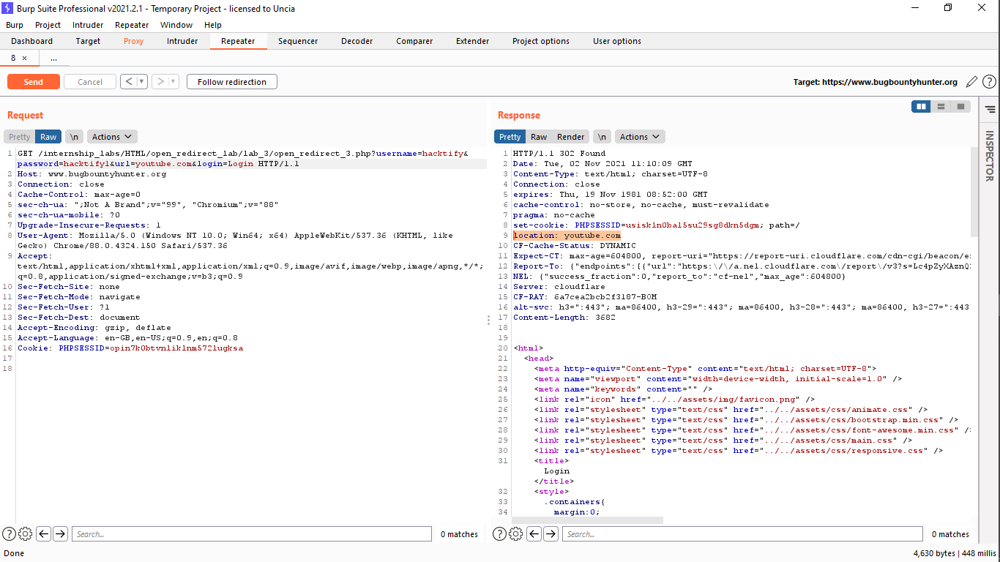 Burp Suite Professional v2021.2.1 - Temporary Project - licensed to Uncia
Burp Project Intruder Repeater Window Help
Dashboard Target Proxy Intruder Repeater Sequencer Decoder Comparer Extender Project options User options
8 × ...
Send Cancel < > Follow redirection Target: https://www.bugbountyhunter.org
Request
Pretty Raw \n Actions
1 GET /internship_labs/HTML/open_redirect_lab/lab_3/open_redirect_3.php?username=hacktify&
password=hacktify1&url=youtube.com&login=Login HTTP/1.1
2 Host: www.bugbountyhunter.org
3 Connection: close
4 Cache-Control: max-age=0
5 sec-ch-ua: ";Not A Brand";v="99", "Chromium";v="88"
6 sec-ch-ua-mobile: ?0
7 Upgrade-Insecure-Requests: 1
8 User-Agent: Mozilla/5.0 (Windows NT 10.0; Win64; x64) AppleWebKit/537.36 (KHTML, like
Gecko) Chrome/88.0.4324.150 Safari/537.36
9 Accept:
text/html,application/xhtml+xml,application/xml;q=0.9,image/avif,image/webp,image/apng,*/*;
q=0.8,application/signed-exchange;v=b3;q=0.9
10 Sec-Fetch-Site: none
11 Sec-Fetch-Mode: navigate
12 Sec-Fetch-User: ?1
13 Sec-Fetch-Dest: document
14 Accept-Encoding: gzip, deflate
15 Accept-Language: en-GB,en-US;q=0.9,en;q=0.8
16 Cookie: PHPSESSID=
17
18
Search... 0 matches
Response
Pretty Raw Render \n Actions
INSPECTOR
1 HTTP/1.1 302 Found
2 Date: Tue, 02 Nov 2021 11:10:09 GMT
3 Content-Type: text/html; charset=UTF-8
4 Connection: close
5 expires: Thu, 19 Nov 1981 08:52:00 GMT
6 cache-control: no-store, no-cache, must-revalidate
7 pragma: no-cache
8 set-cookie: PHPSESSID= path=/
9 location: youtube.com
10 CF-Cache-Status: DYNAMIC
11 Expect-CT: max-age=604800, report-uri="https://report-uri.cloudflare.com/cdn-cgi/beacon/e
12 Report-To: {"endpoints":[{"url":"https:\/\/a.nel.cloudflare.com\/report\/v3?s=
13 NEL: {"success_fraction":0,"report_to":"cf-nel","max_age":604800}
14 Server: cloudflare
15 CF-RAY: 6a7cea2bcb2f3187-BOM
16 alt-svc: h3=":443"; ma=86400, h3-29=":443"; ma=86400, h3-28=":443"; ma=86400, h3-27=":443
17 Content-Length: 3682
18
19
20 <html>
21 <head>
22 <meta http-equiv="Content-Type" content="text/html; charset=UTF-8">
23 <meta name="viewport" content="width=device-width, initial-scale=1.0" />
24 <meta name="keywords" content="" />
25 <link rel="icon" href="../../assets/img/favicon.png" />
26 <link rel="stylesheet" type="text/css" href="../../assets/css/animate.css" />
27 <link rel="stylesheet" type="text/css" href="../../assets/css/bootstrap.min.css" />
28 <link rel="stylesheet" type="text/css" href="../../assets/css/font-awesome.min.css" /
29 <link rel="stylesheet" type="text/css" href="../../assets/css/main.css" />
30 <link rel="stylesheet" type="text/css" href="../../assets/css/responsive.css" />
31 <title>
Login
</title>
32 <style>
33 .containers{
34 margin:0;
Search... 0 matches
Done 4,630 bytes | 448 millis